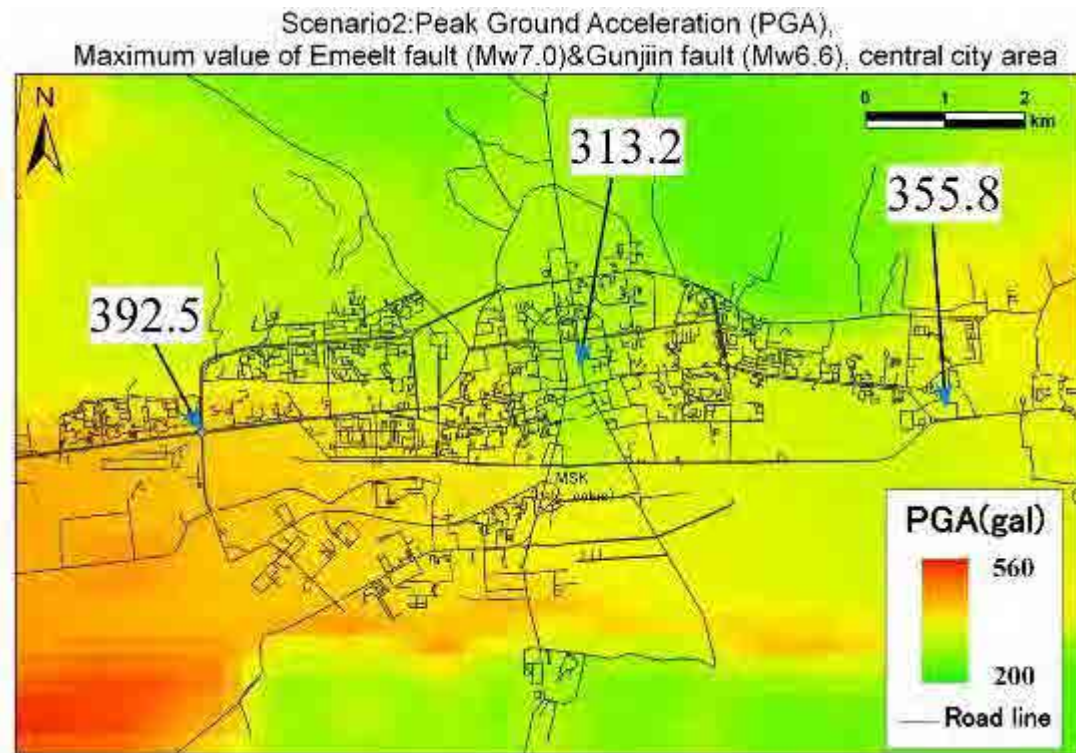 Scenario2:Peak Ground Acceleration (PGA),
Maximum value of Emeelt fault (Mw7.0)&Gunjiin fault (Mw6.6), central city area
N
0 1 2
km
313.2
355.8
392.5
MSK
PGA(gal)
560
200
Road line